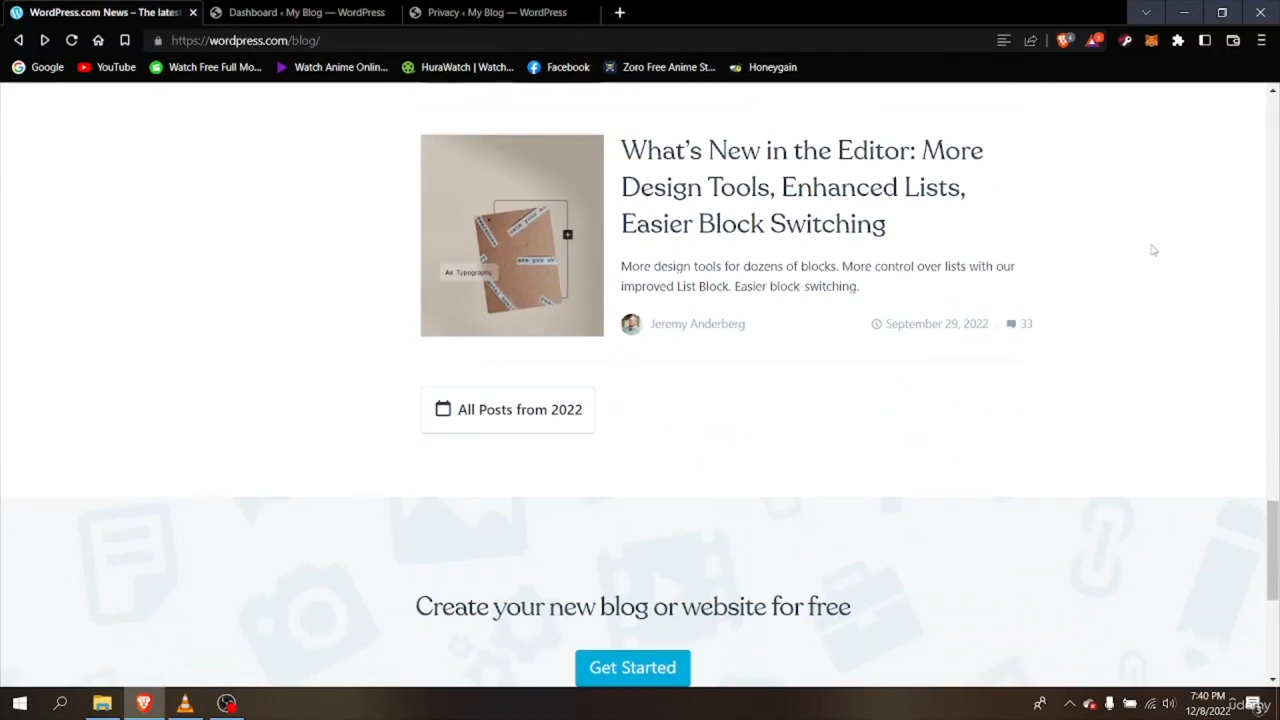 WordPress.com News – The latest
Dashboard ‹ My Blog — WordPress
Privacy ‹ My Blog — WordPress
https://wordpress.com/blog/
Google
YouTube
Watch Free Full Mo...
Watch Anime Onlin...
HuraWatch | Watch...
Facebook
Zoro Free Anime St...
Honeygain
What's New in the Editor: More
Design Tools, Enhanced Lists,
Easier Block Switching
Aa Typography
More design tools for dozens of blocks. More control over lists with our
improved List Block. Easier block-switching.
Jeremy Anderberg
September 29, 2022
33
All Posts from 2022
Create your new blog or website for free
Get Started
7:40 PM
12/8/2022
udemy